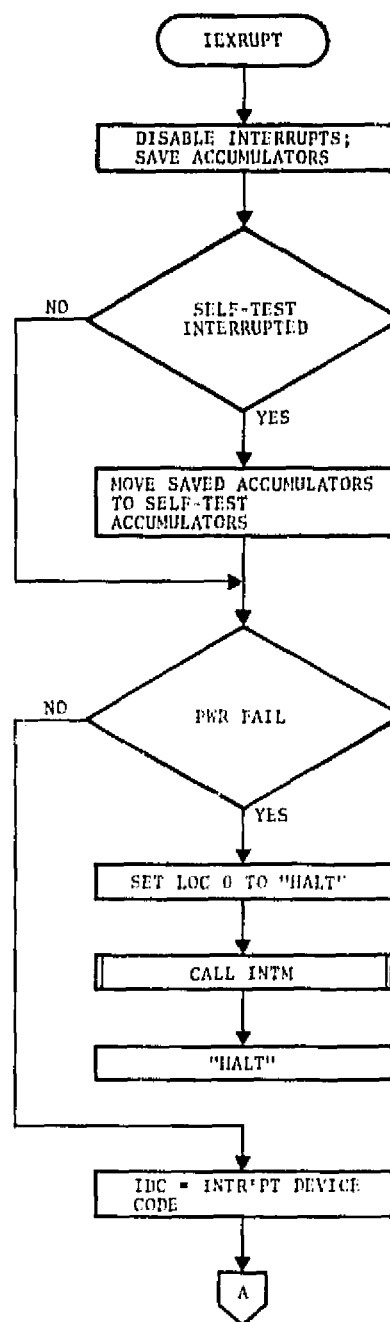 IEXRUPT
DISABLE INTERRUPTS;
SAVE ACCUMULATORS
NO
SELF-TEST
INTERRUPTED
YES
MOVE SAVED ACCUMULATORS
TO SELF-TEST
ACCUMULATORS
NO
PWR FAIL
YES
SET LOC 0 TO "HALT"
CALL INTM
"HALT"
IDC = INTR'PT DEVICE
CODE
A